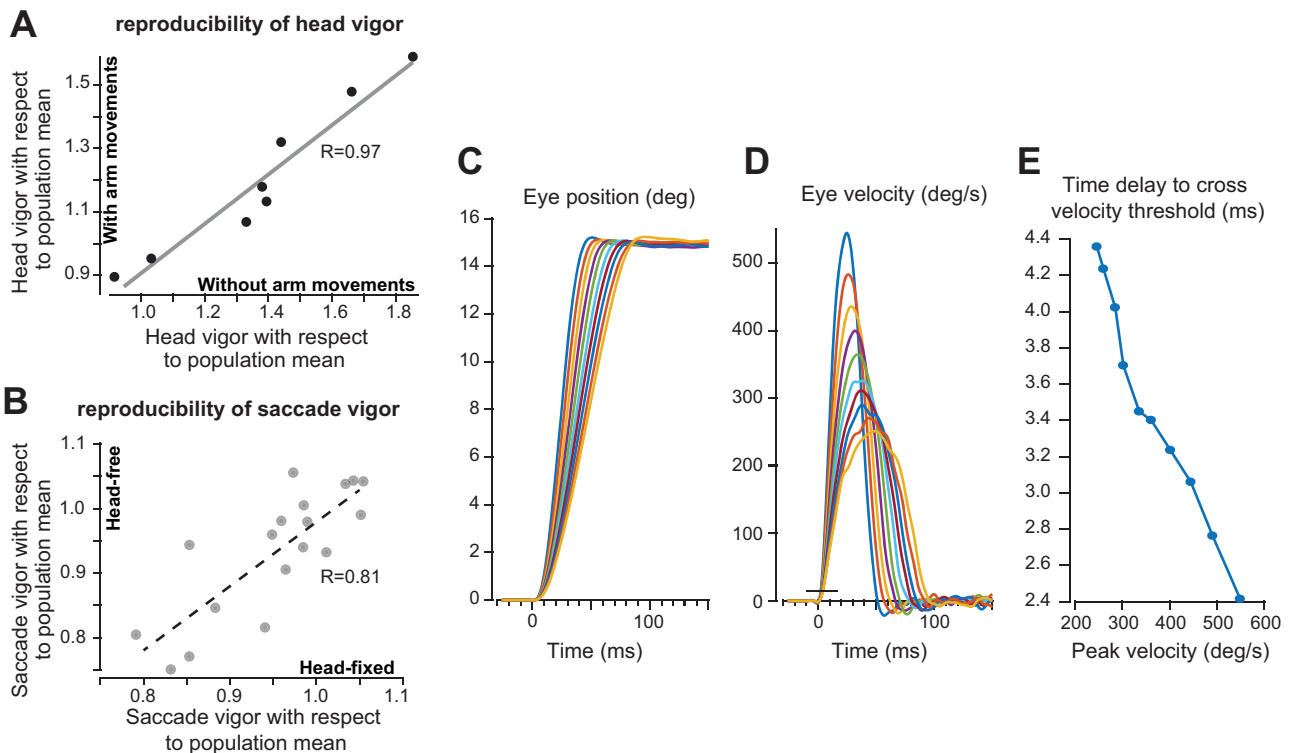 A
reproducibility of head vigor
Head vigor with respect
to population mean
With arm movements
1.5
1.3
1.1
0.9
R=0.97
Without arm movements
1.0
1.2
1.4
1.6
1.8
Head vigor with respect
to population mean
B
reproducibility of saccade vigor
Saccade vigor with respect
to population mean
Head-free
1.1
1.0
0.9
0.8
R=0.81
Head-fixed
0.8
0.9
1.0
1.1
Saccade vigor with respect
to population mean
C
Eye position (deg)
16
14
12
10
8
6
4
2
0
0
100
Time (ms)
D
Eye velocity (deg/s)
500
400
300
200
100
0
0
100
Time (ms)
E
Time delay to cross
velocity threshold (ms)
4.4
4.2
4.0
3.8
3.6
3.4
3.2
3.0
2.8
2.6
2.4
200
300
400
500
600
Peak velocity (deg/s)